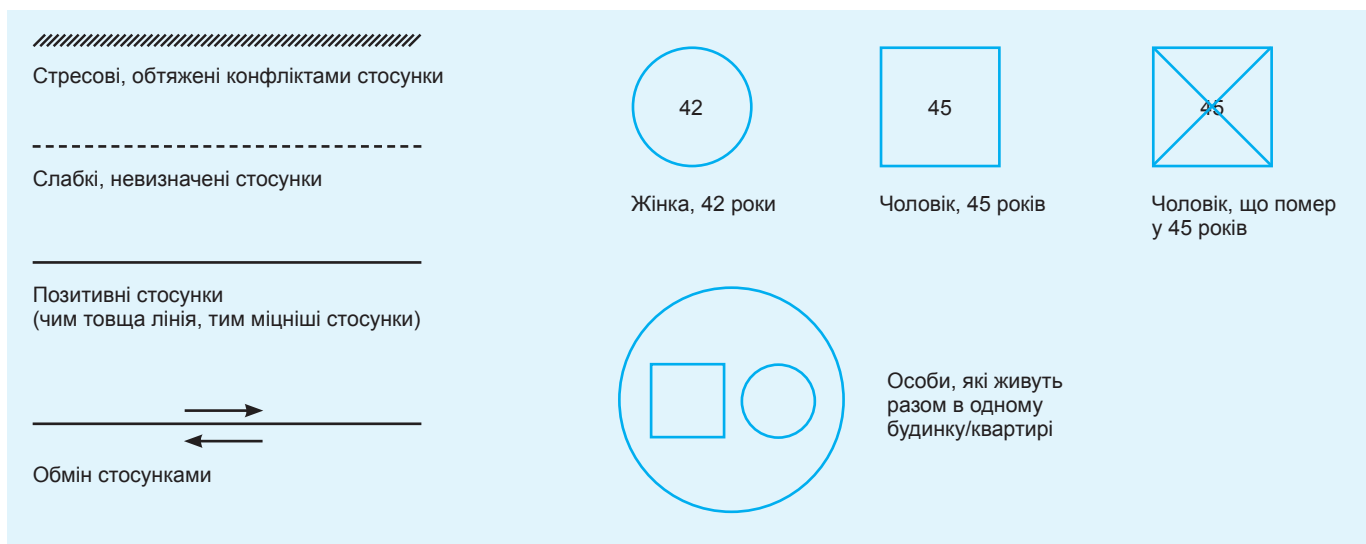 Стресові, обтяжені конфліктами стосунки
Слабкі, невизначені стосунки
Позитивні стосунки
(чим товща лінія, тим міцніші стосунки)
Обмін стосунками
42
Жінка, 42 роки
45
Чоловік, 45 років
45
Чоловік, що помер
у 45 років
Особи, які живуть
разом в одному
будинку/квартирі